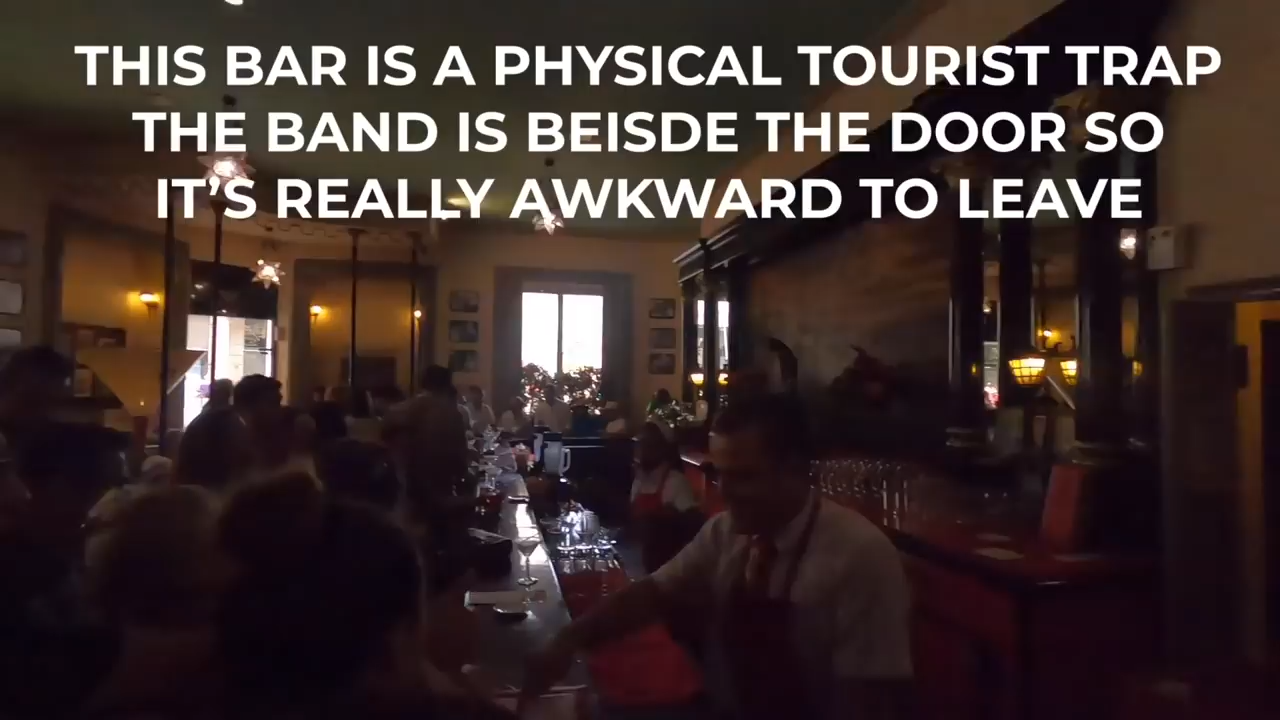 THIS BAR IS A PHYSICAL TOURIST TRAP
THE BAND IS BEISDE THE DOOR SO
IT'S REALLY AWKWARD TO LEAVE